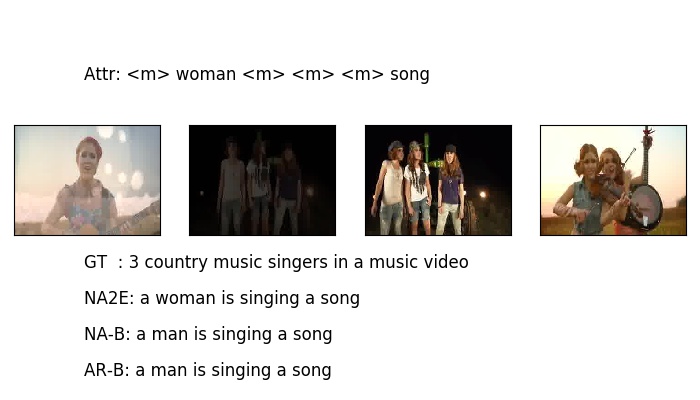 Attr: <m> woman <m> <m> <m> song
GT  : 3 country music singers in a music video
NA2E: a woman is singing a song
NA-B: a man is singing a song
AR-B: a man is singing a song